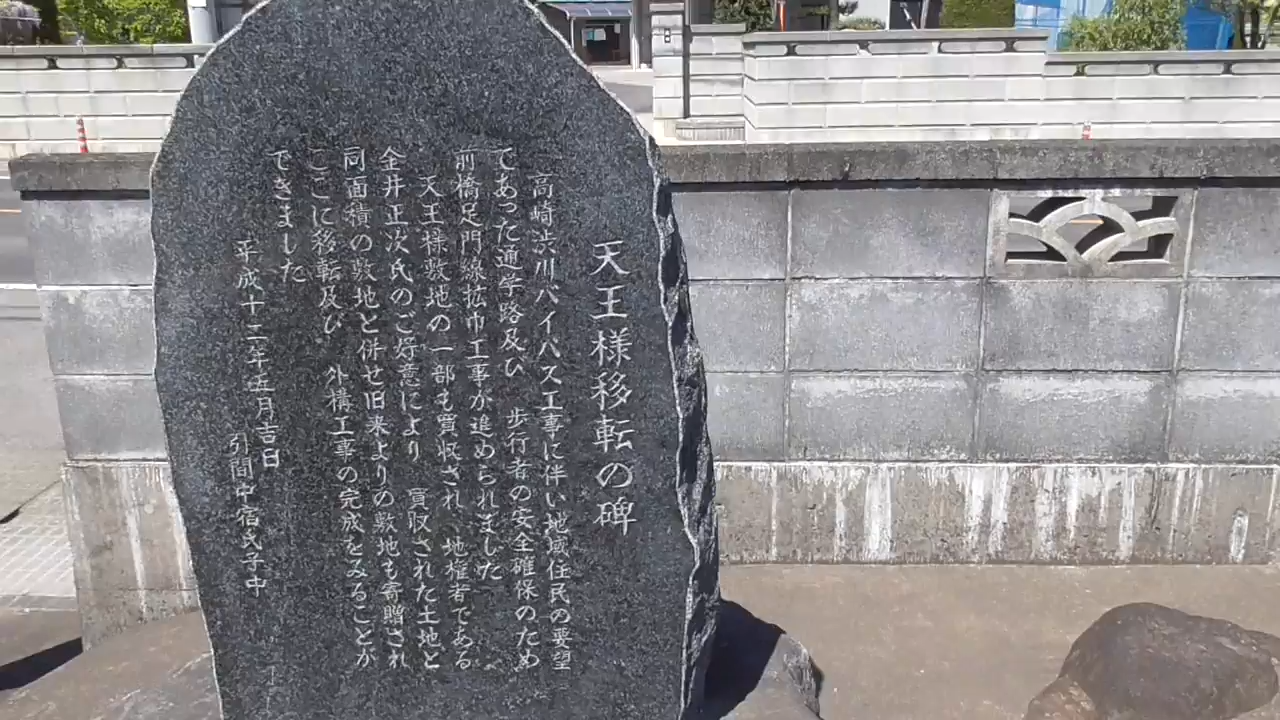 天王様移転の碑
高崎渋川バイパス工事に伴い地域住民の要望
であった通学路及び 歩行者の安全確保のため
前橋足門線拡巾工事が進められました
天王様敷地の一部も買収され 地権者である
金井正次氏のご好意により 買収された土地と
同面積の敷地と併せ旧来よりの敷地も寄贈され
ここに移転及び 外構工事の完成をみることが
できました
平成十二年五月吉日
引間中宿氏子中